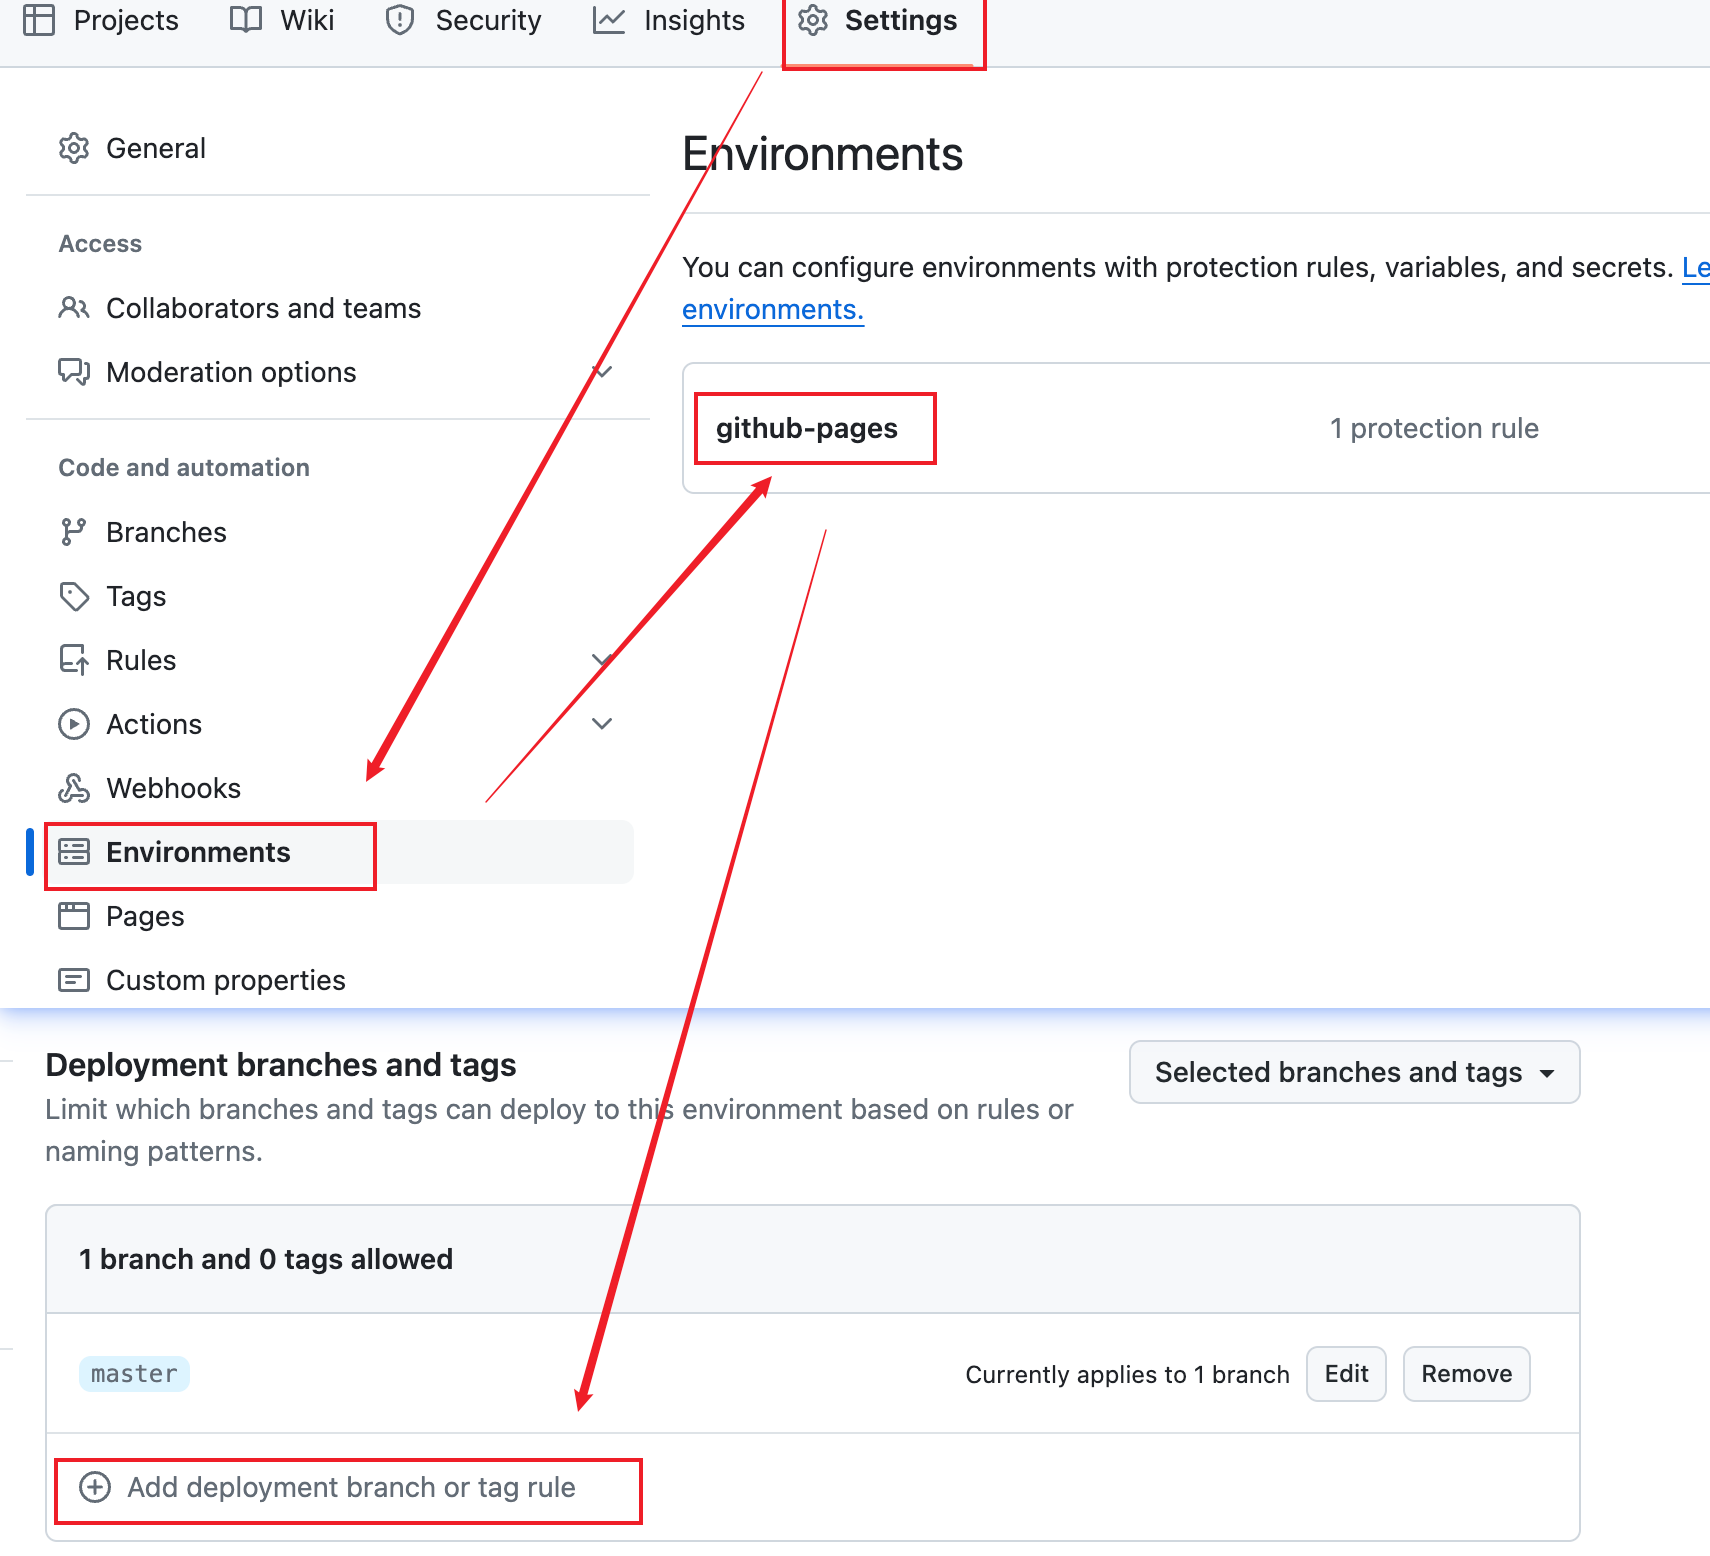 Projects
Wiki
Security
Insights
Settings
General
Access
Collaborators and teams
Moderation options
Code and automation
Branches
Tags
Rules
Actions
Webhooks
Environments
Pages
Custom properties
Environments
You can configure environments with protection rules, variables, and secrets. Le
environments.
github-pages
1 protection rule
Deployment branches and tags
Limit which branches and tags can deploy to this environment based on rules or
naming patterns.
Selected branches and tags
1 branch and 0 tags allowed
master
Currently applies to 1 branch
Edit
Remove
Add deployment branch or tag rule